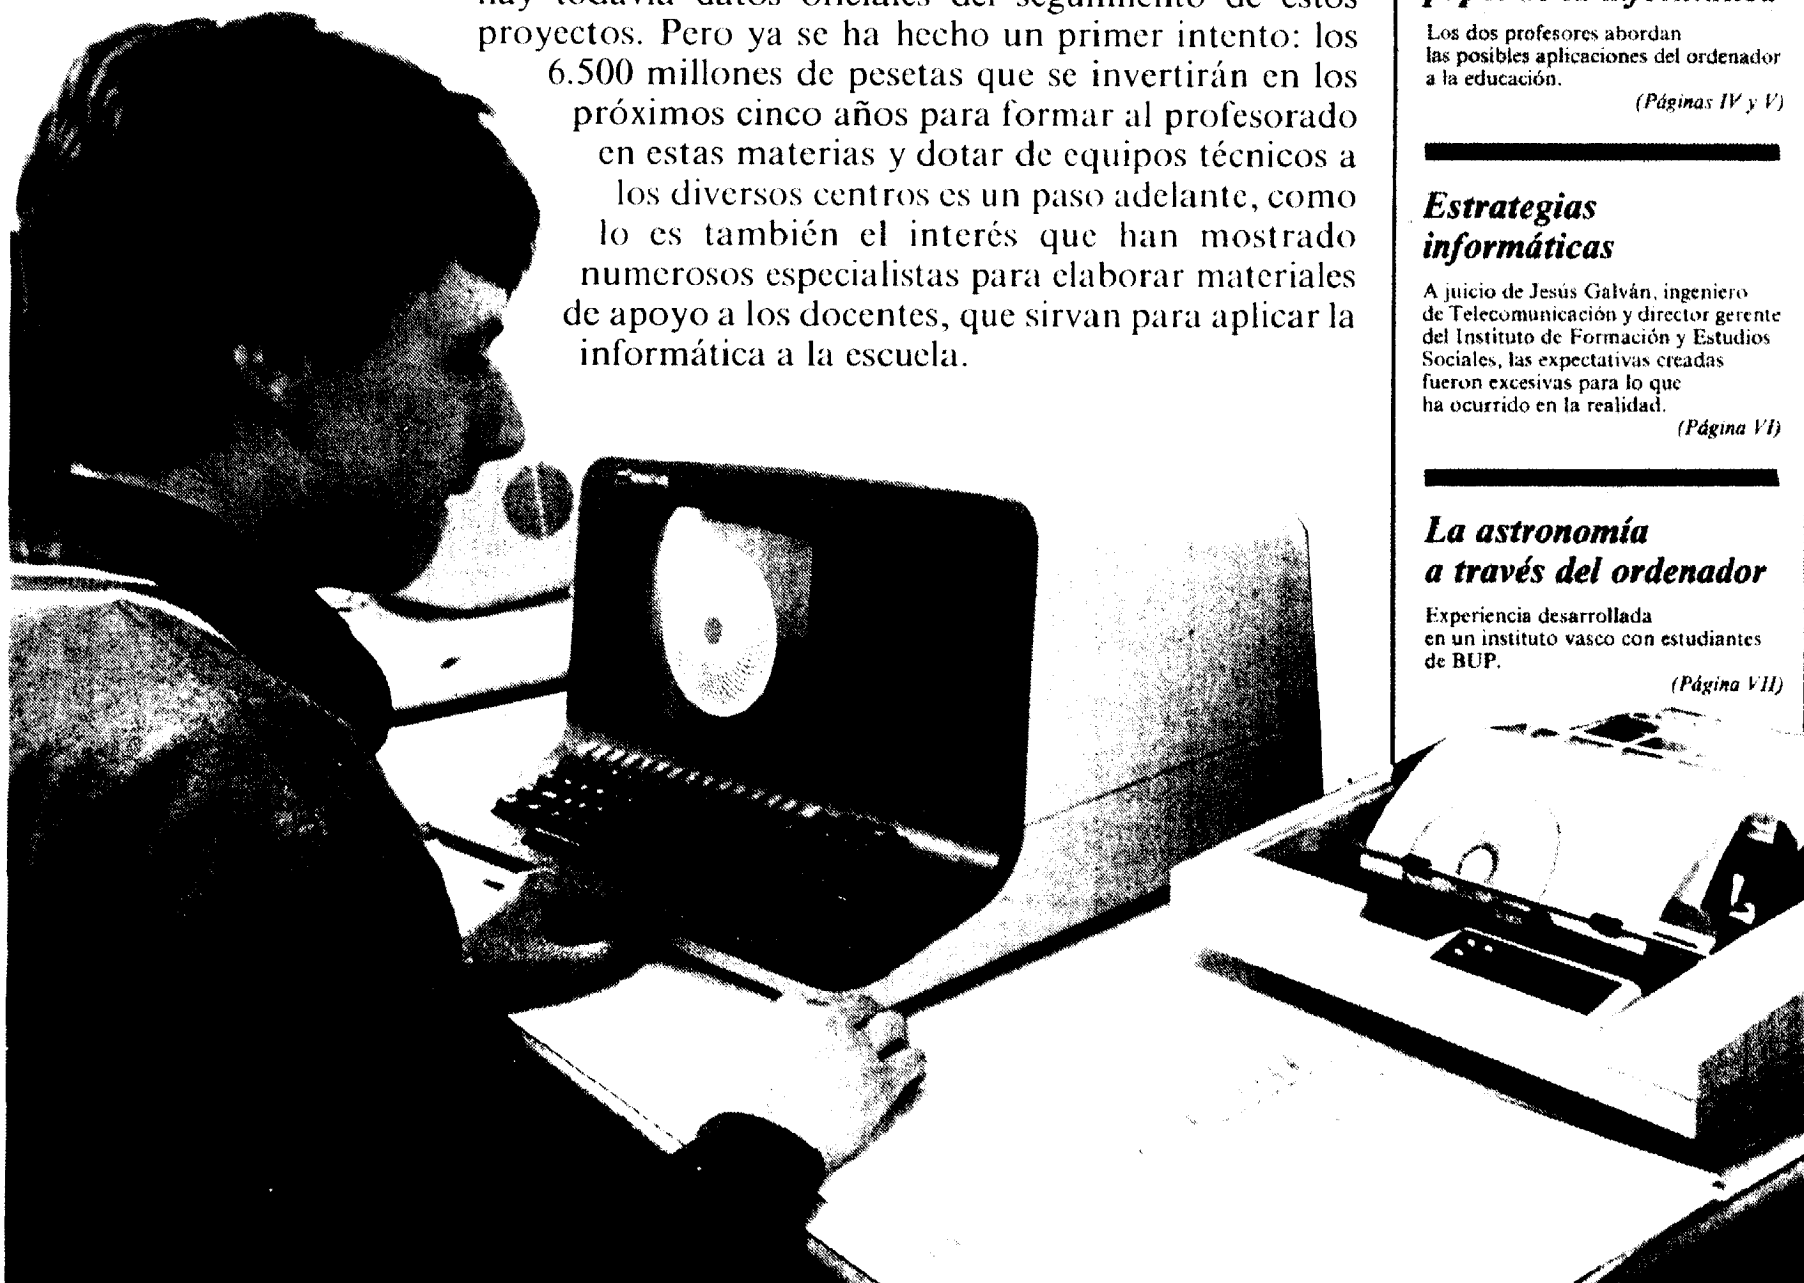 hay todavía datos oficiales del seguimiento de estos
proyectos. Pero ya se ha hecho un primer intento: los
6.500 millones de pesetas que se invertirán en los
próximos cinco años para formar al profesorado
en estas materias y dotar de equipos técnicos a
los diversos centros es un paso adelante, como
lo es también el interés que han mostrado
numerosos especialistas para elaborar materiales
de apoyo a los docentes, que sirvan para aplicar la
informática a la escuela.
papel de la informática
Los dos profesores abordan
las posibles aplicaciones del ordenador
a la educación.
(Páginas IV y V)
Estrategias
informáticas
A juicio de Jesús Galván, ingeniero
de Telecomunicación y director gerente
del Instituto de Formación y Estudios
Sociales, las expectativas creadas
fueron excesivas para lo que
ha ocurrido en la realidad.
(Página VI)
La astronomía
a través del ordenador
Experiencia desarrollada
en un instituto vasco con estudiantes
de BUP.
(Página VII)